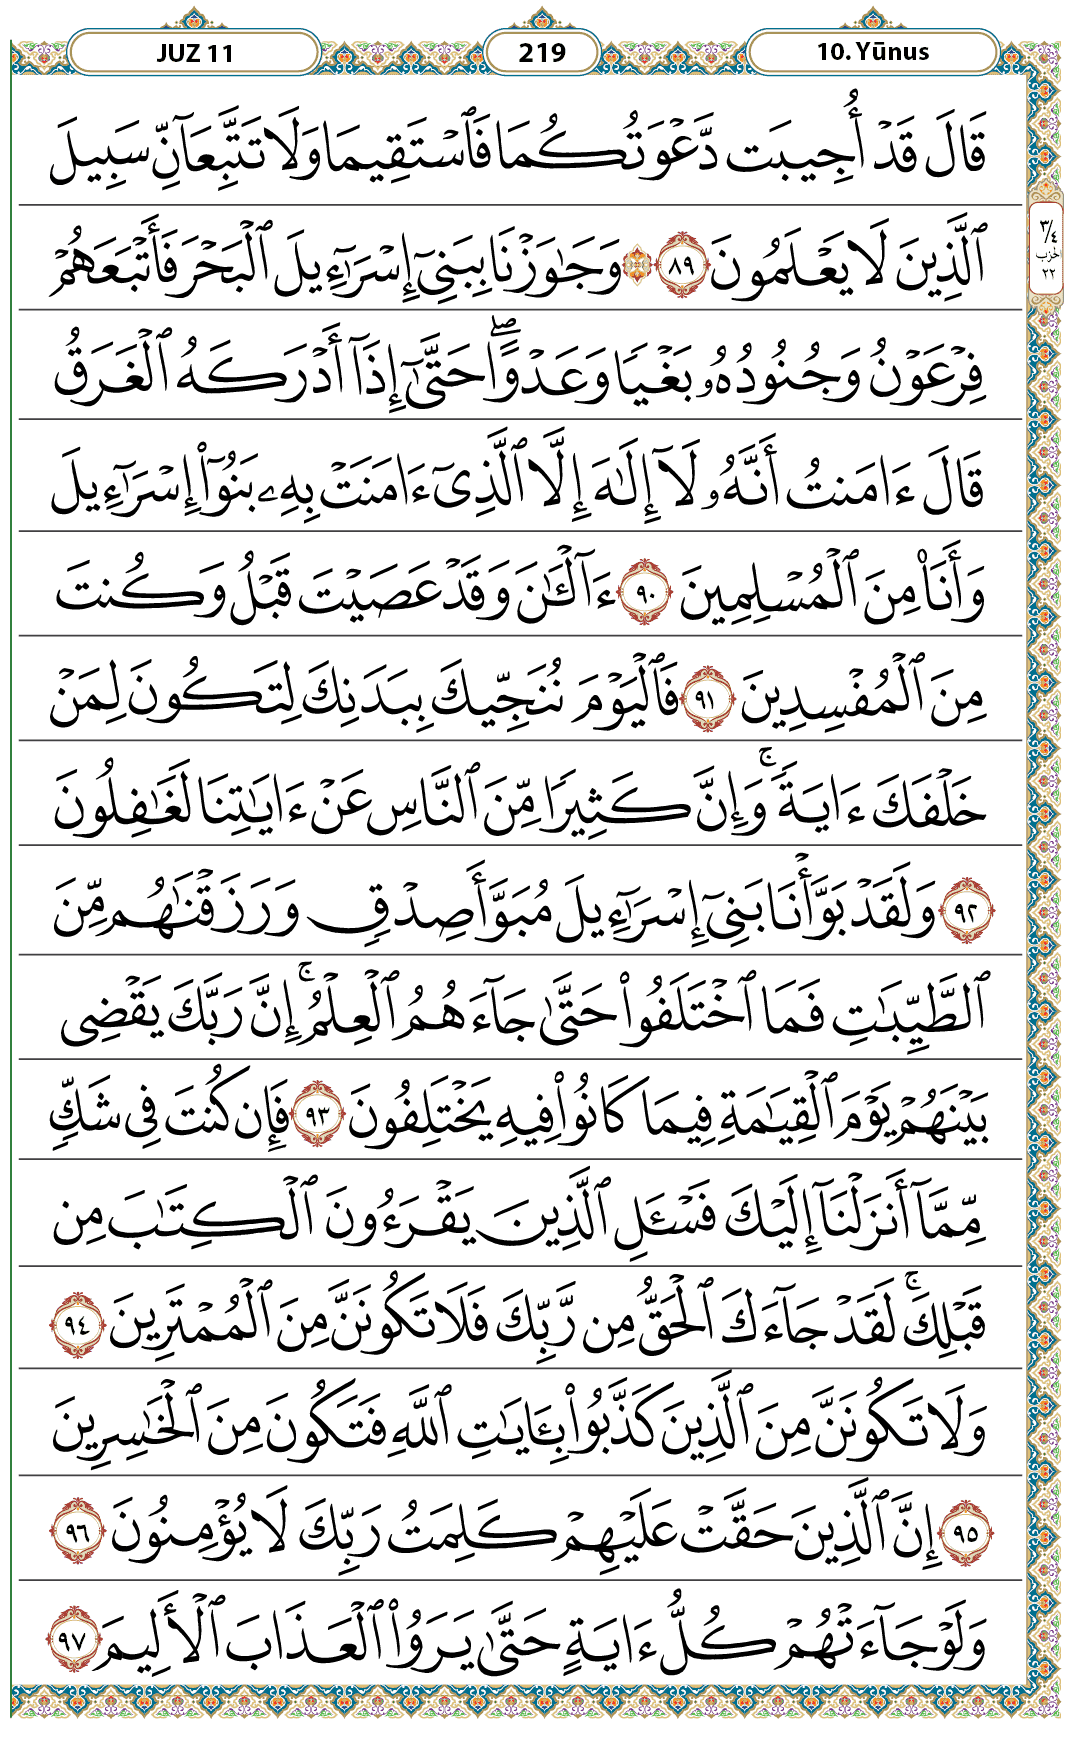 JUZ 11
219
10. Yūnus
قَالَ قَدۡ أُجِيبَت دَّعۡوَتُكُمَا فَٱسۡتَقِيمَا وَلَا تَتَّبِعَآنِّ سَبِيلَ
ٱلَّذِينَ لَا يَعۡلَمُونَ ٨٩ ۞ وَجَٰوَزۡنَا بِبَنِيٓ إِسۡرَٰٓءِيلَ ٱلۡبَحۡرَ فَأَتۡبَعَهُمۡ
٣/٤
حزب
٢٢
فِرۡعَوۡنُ وَجُنُودُهُۥ بَغۡيٗا وَعَدۡوًاۖ حَتَّىٰٓ إِذَآ أَدۡرَكَهُ ٱلۡغَرَقُ
قَالَ ءَامَنتُ أَنَّهُۥ لَآ إِلَٰهَ إِلَّا ٱلَّذِيٓ ءَامَنَتۡ بِهِۦ بَنُوٓاْ إِسۡرَٰٓءِيلَ
وَأَنَا۠ مِنَ ٱلۡمُسۡلِمِينَ ٩٠ ءَآلۡـَٰٔنَ وَقَدۡ عَصَيۡتَ قَبۡلُ وَكُنتَ
مِنَ ٱلۡمُفۡسِدِينَ ٩١ فَٱلۡيَوۡمَ نُنَجِّيكَ بِبَدَنِكَ لِتَكُونَ لِمَنۡ
خَلۡفَكَ ءَايَةٗۚ وَإِنَّ كَثِيرٗا مِّنَ ٱلنَّاسِ عَنۡ ءَايَٰتِنَا لَغَٰفِلُونَ
٩٢ وَلَقَدۡ بَوَّأۡنَا بَنِيٓ إِسۡرَٰٓءِيلَ مُبَوَّأَ صِدۡقٖ وَرَزَقۡنَٰهُم مِّنَ
ٱلطَّيِّبَٰتِ فَمَا ٱخۡتَلَفُواْ حَتَّىٰ جَآءَهُمُ ٱلۡعِلۡمُۚ إِنَّ رَبَّكَ يَقۡضِي
بَيۡنَهُمۡ يَوۡمَ ٱلۡقِيَٰمَةِ فِيمَا كَانُواْ فِيهِ يَخۡتَلِفُونَ ٩٣ فَإِن كُنتَ فِي شَكّٖ
مِّمَّآ أَنزَلۡنَآ إِلَيۡكَ فَسۡـَٔلِ ٱلَّذِينَ يَقۡرَءُونَ ٱلۡكِتَٰبَ مِن
قَبۡلِكَۚ لَقَدۡ جَآءَكَ ٱلۡحَقُّ مِن رَّبِّكَ فَلَا تَكُونَنَّ مِنَ ٱلۡمُمۡتَرِينَ ٩٤
وَلَا تَكُونَنَّ مِنَ ٱلَّذِينَ كَذَّبُواْ بِـَٔايَٰتِ ٱللَّهِ فَتَكُونَ مِنَ ٱلۡخَٰسِرِينَ
٩٥ إِنَّ ٱلَّذِينَ حَقَّتۡ عَلَيۡهِمۡ كَلِمَتُ رَبِّكَ لَا يُؤۡمِنُونَ ٩٦
وَلَوۡ جَآءَتۡهُمۡ كُلُّ ءَايَةٍ حَتَّىٰ يَرَوُاْ ٱلۡعَذَابَ ٱلۡأَلِيمَ ٩٧